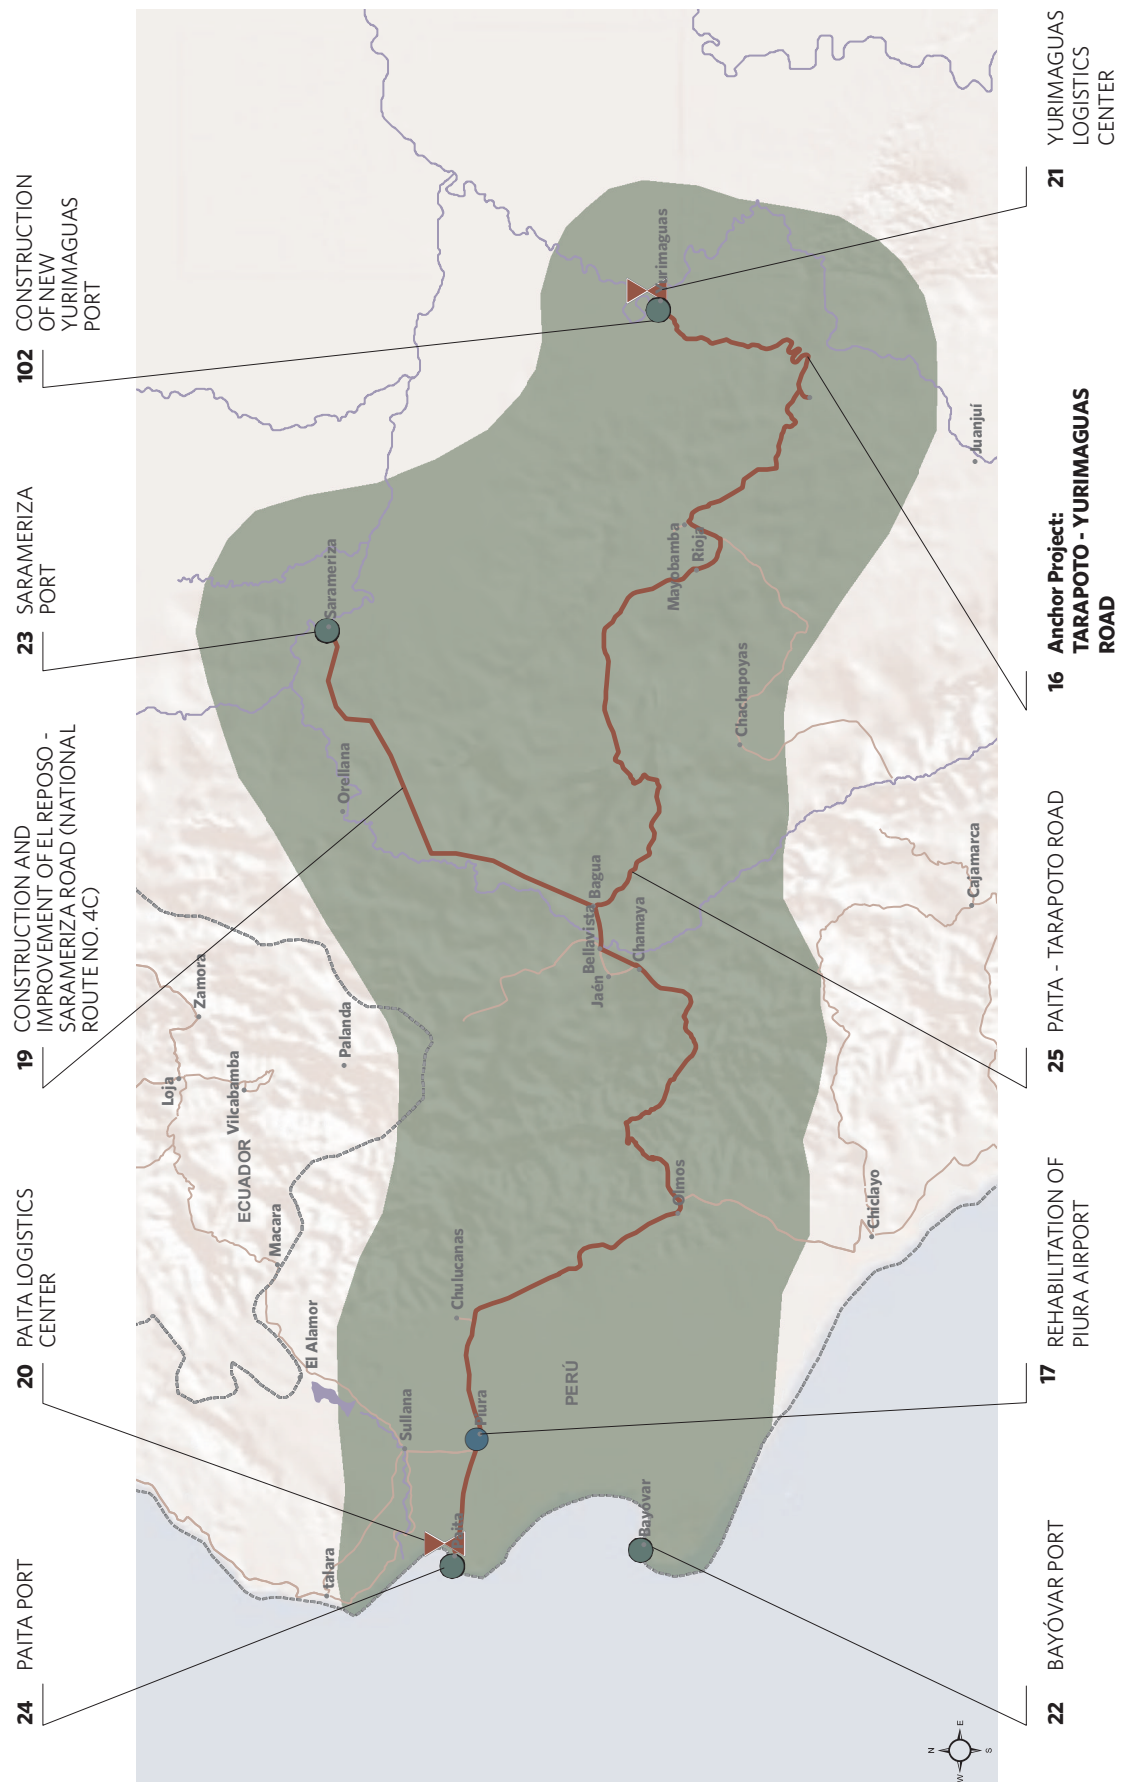 24 PAITA PORT
20 PAITA LOGISTICS
CENTER
19 CONSTRUCTION AND
IMPROVEMENT OF EL REPOSO -
SARAMERIZA ROAD (NATIONAL
ROUTE NO. 4C)
23 SARAMERIZA
PORT
102 CONSTRUCTION
OF NEW
YURIMAGUAS
PORT
Loja
Zamora
Vilcabamba
ECUADOR
Macara
Palanda
El Alamor
talara
Sullana
Paita
Piura
Chulucanas
PERÚ
Bayóvar
Olmos
Chiclayo
Jaén
Bellavista
Bagua
Chamaya
Orellana
Sarameriza
Chachapoyas
Cajamarca
Mayobamba
Rioja
Yurimaguas
Juanjuí
N
W
E
S
22 BAYÓVAR PORT
17 REHABILITATION OF
PIURA AIRPORT
25 PAITA - TARAPOTO ROAD
16 Anchor Project:
TARAPOTO - YURIMAGUAS
ROAD
21 YURIMAGUAS
LOGISTICS
CENTER